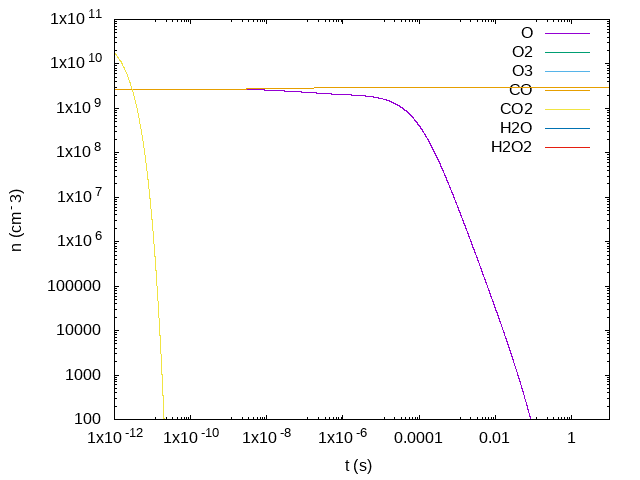 1x10^11
1x10^10
1x10^9
1x10^8
1x10^7
1x10^6
100000
10000
1000
100
1x10^-12
1x10^-10
1x10^-8
1x10^-6
0.0001
0.01
1
t (s)
n (cm^-3)
O
O2
O3
CO
CO2
H2O
H2O2